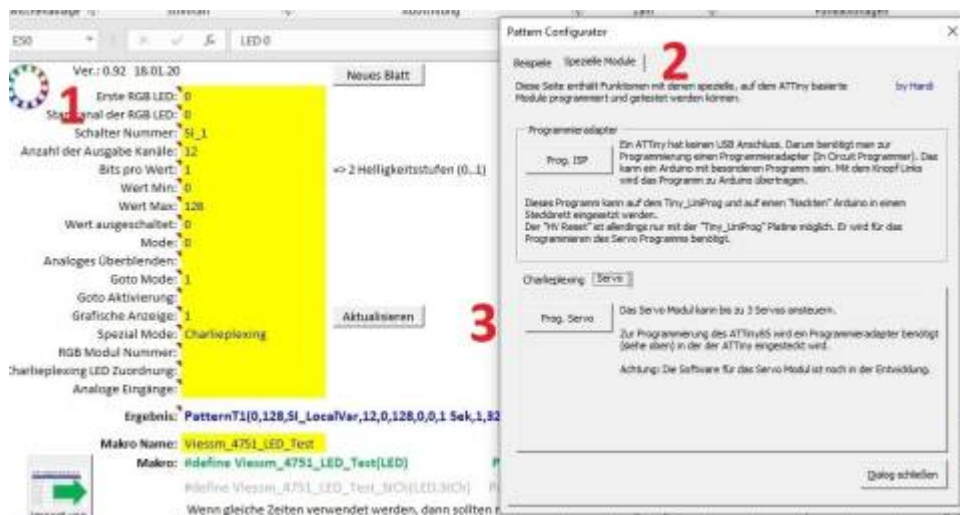 E50
LED 0
Ver.: 0.92 18.01.20
Neues Blatt
1
Erste RGB LED: 0
Startkanal der RGB LED: 0
Schalter Nummer: SI_1
Anzahl der Ausgabe Kanäle: 12
Bits pro Wert: 1
=> 2 Helligkeitsstufen (0..1)
Wert Min: 0
Wert Max: 128
Wert ausgeschaltet: 0
Mode: 0
Analoges Überblenden:
Goto Mode: 1
Goto Aktivierung:
Grafische Anzeige: 1
Aktualisieren
Spezial Mode: Charlieplexing
RGB Modul Nummer:
Charlieplexing LED Zuordnung:
Analoge Eingänge:
Ergebnis: PatternT1(0,128,SI_LocalVar,12,0,128,0,0,1 Sek,1,32
Makro Name: Viessm_4751_LED_Test
Makro: #define Viessm_4751_LED_Test(LED)
#define Viessm_4751_LED_Test_StCh(LED,StCh)
Wenn gleiche Zeiten verwendet werden, dann sollten
Pattern Configurator
2
Beispiele Spezielle Module
Diese Seite enthält Funktionen mit denen spezielle, auf dem ATTiny basierte
by Hardi
Module programmiert und getestet werden können.
Programmieradapter
Prog. ISP
Ein ATTiny hat keinen USB Anschluss. Darum benötigt man zur
Programmierung einen Programmieradapter (In Circuit Programmer). Das
kann ein Arduino mit besonderen Programm sein. Mit dem Knopf Links
wird das Programm zu Arduino übertragen.
Dieses Programm kann auf dem Tiny_UniProg und auf einen "Nackten" Arduino in einem
Steckbrett eingesetzt werden.
Der "HV Reset" ist allerdings nur mit der "Tiny_UniProg" Platine möglich. Er wird für das
Programmieren des Servo Programms benötigt.
Charlieplexing Servo
3
Prog. Servo
Das Servo Modul kann bis zu 3 Servos ansteuern.
Zur Programmierung des ATTiny85 wird ein Programmieradapter benötigt
(siehe oben) in der der ATTiny eingesteckt wird.
Achtung: Die Software für das Servo Modul ist noch in der Entwicklung.
Dialog schließen